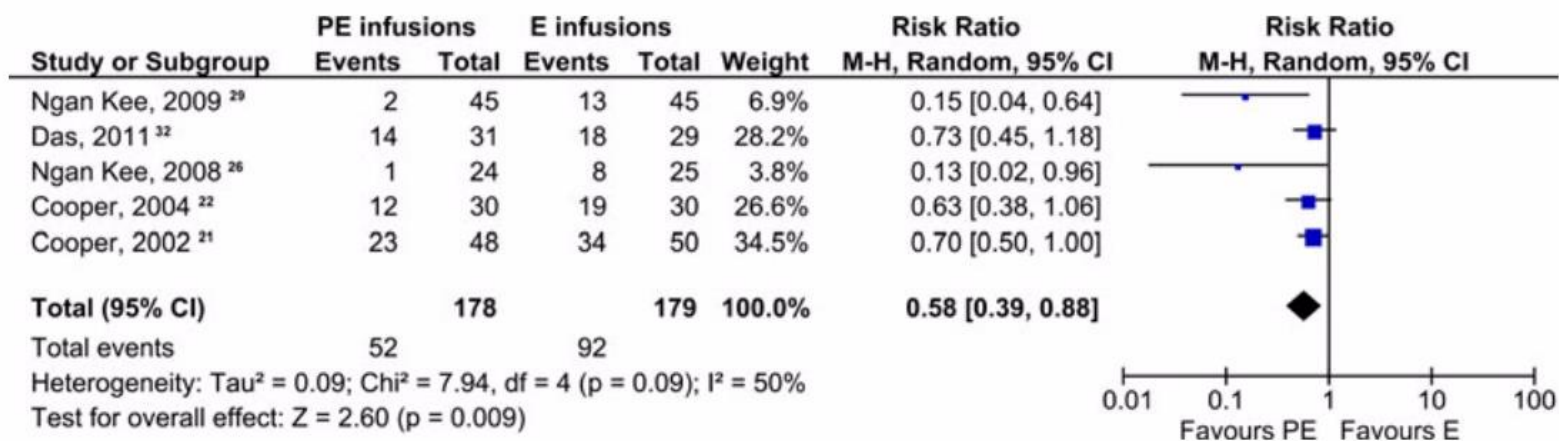 PE infusions E infusions Risk Ratio Risk Ratio
Study or Subgroup Events Total Events Total Weight M-H, Random, 95% CI M-H, Random, 95% CI
Ngan Kee, 2009 ²⁹ 2 45 13 45 6.9% 0.15 [0.04, 0.64]
Das, 2011 ³² 14 31 18 29 28.2% 0.73 [0.45, 1.18]
Ngan Kee, 2008 ²⁶ 1 24 8 25 3.8% 0.13 [0.02, 0.96]
Cooper, 2004 ²² 12 30 19 30 26.6% 0.63 [0.38, 1.06]
Cooper, 2002 ²¹ 23 48 34 50 34.5% 0.70 [0.50, 1.00]
Total (95% CI) 178 179 100.0% 0.58 [0.39, 0.88]
Total events 52 92
Heterogeneity: Tau² = 0.09; Chi² = 7.94, df = 4 (p = 0.09); I² = 50%
Test for overall effect: Z = 2.60 (p = 0.009)
0.01 0.1 1 10 100
Favours PE Favours E